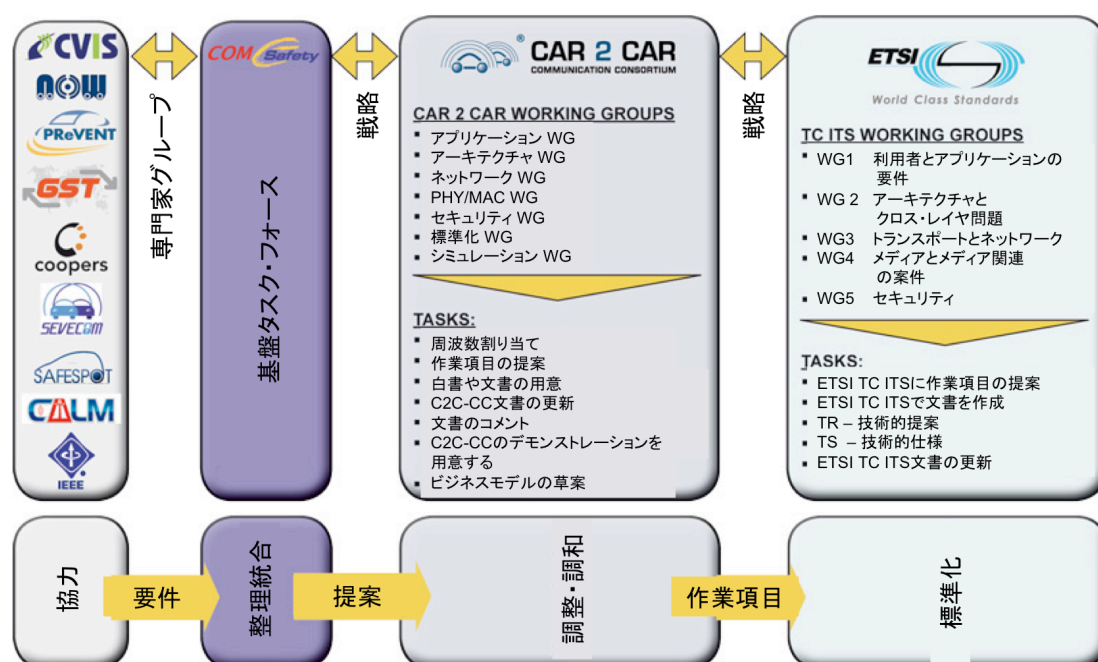 CVIS
NOW
PReVENT
GST
coopers
SEVECOM
SAFESPOT
CALM
IEEE
専門家グループ
COMeSafety
基盤タスク・フォース
戦略
CAR 2 CAR
COMMUNICATION CONSORTIUM
CAR 2 CAR WORKING GROUPS
▪ アプリケーション WG
▪ アーキテクチャ WG
▪ ネットワーク WG
▪ PHY/MAC WG
▪ セキュリティ WG
▪ 標準化 WG
▪ シミュレーション WG
TASKS:
▪ 周波数割り当て
▪ 作業項目の提案
▪ 白書や文書の用意
▪ C2C-CC文書の更新
▪ 文書のコメント
▪ C2C-CCのデモンストレーションを
用意する
▪ ビジネスモデルの草案
戦略
ETSI
World Class Standards
TC ITS WORKING GROUPS
▪ WG1 利用者とアプリケーションの
要件
▪ WG 2 アーキテクチャと
クロス・レイヤ問題
▪ WG3 トランスポートとネットワーク
▪ WG4 メディアとメディア関連
の案件
▪ WG5 セキュリティ
TASKS:
▪ ETSI TC ITSに作業項目の提案
▪ ETSI TC ITSで文書を作成
▪ TR – 技術的提案
▪ TS – 技術的仕様
▪ ETSI TC ITS文書の更新
協力
要件
整理統合
提案
調整・調和
作業項目
標準化